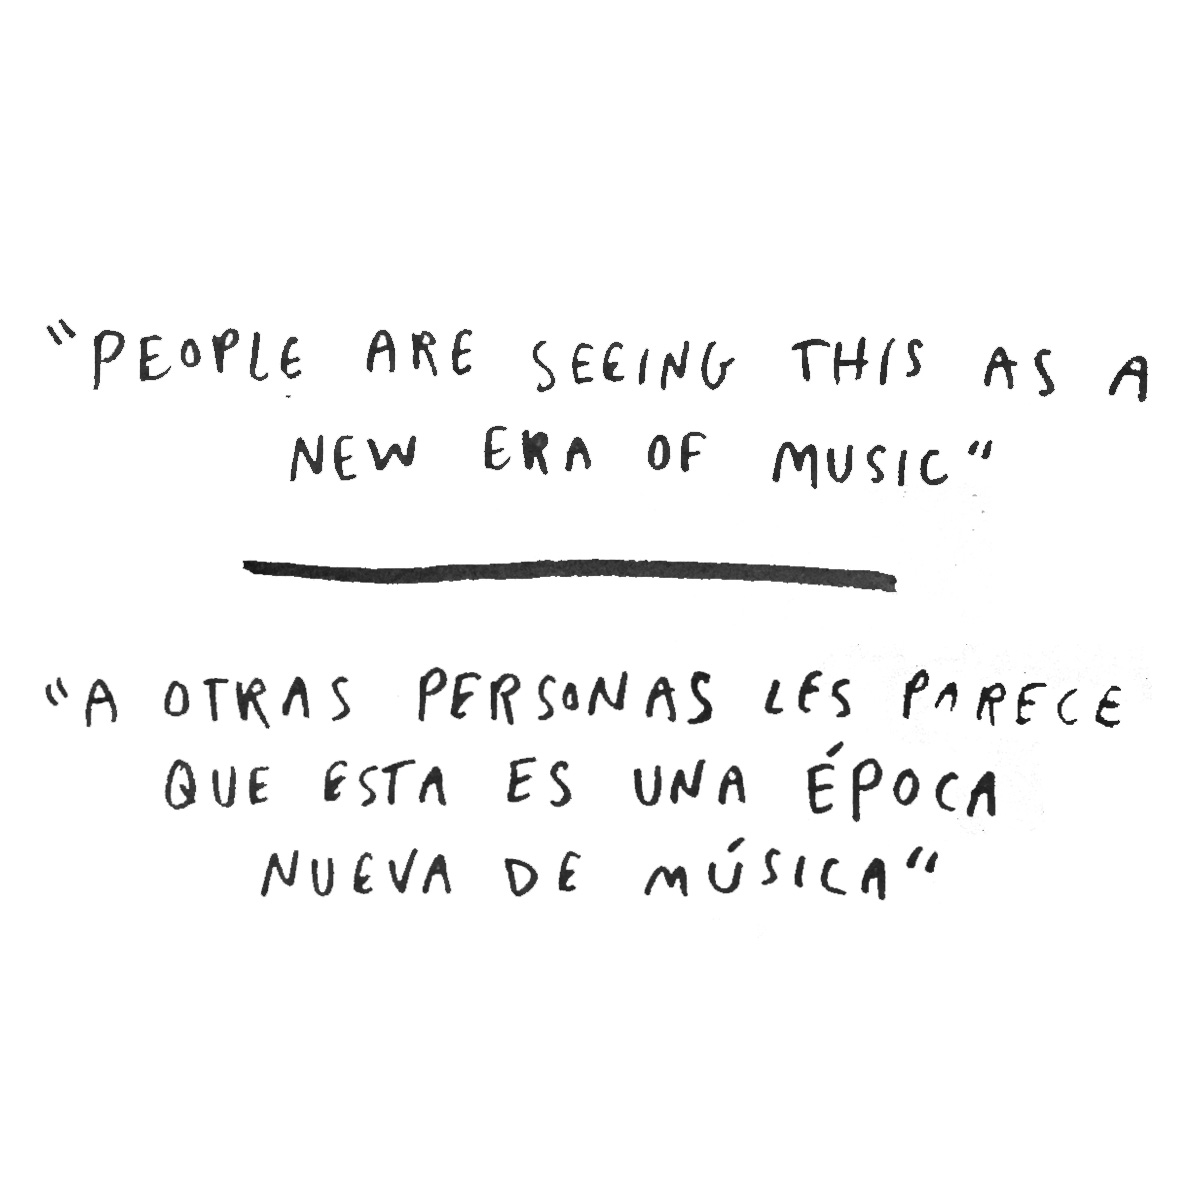 "PEOPLE ARE SEEING THIS AS A
NEW ERA OF MUSIC"
"A OTRAS PERSONAS LES PARECE
QUE ESTA ES UNA ÉPOCA
NUEVA DE MÚSICA"